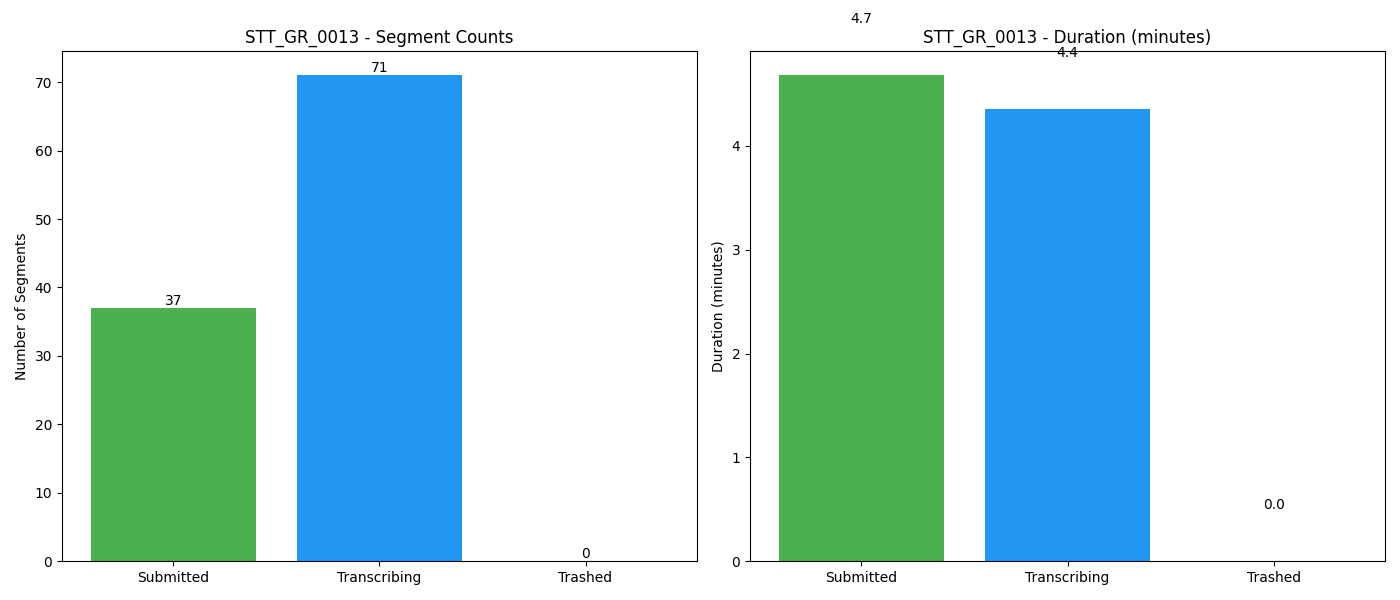 STT_GR_0013 - Segment Counts
Number of Segments
70
60
50
40
30
20
10
0
37
71
0
Submitted
Transcribing
Trashed
4.7
STT_GR_0013 - Duration (minutes)
4.4
Duration (minutes)
4
3
2
1
0
0.0
Submitted
Transcribing
Trashed